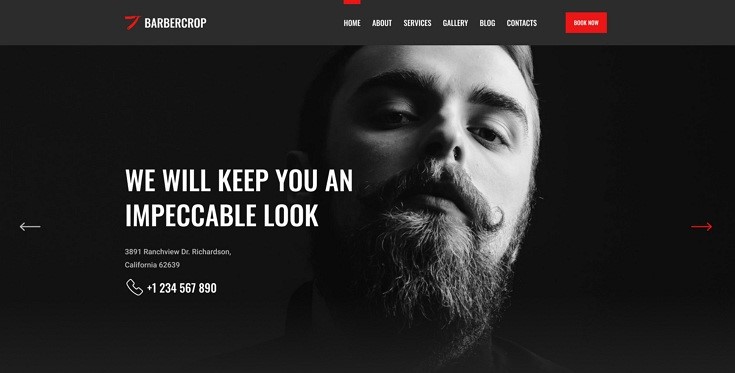 BARBERCROP
HOME ABOUT SERVICES GALLERY BLOG CONTACTS BOOK NOW
WE WILL KEEP YOU AN
IMPECCABLE LOOK
3891 Ranchview Dr. Richardson,
California 62639
+1 234 567 890